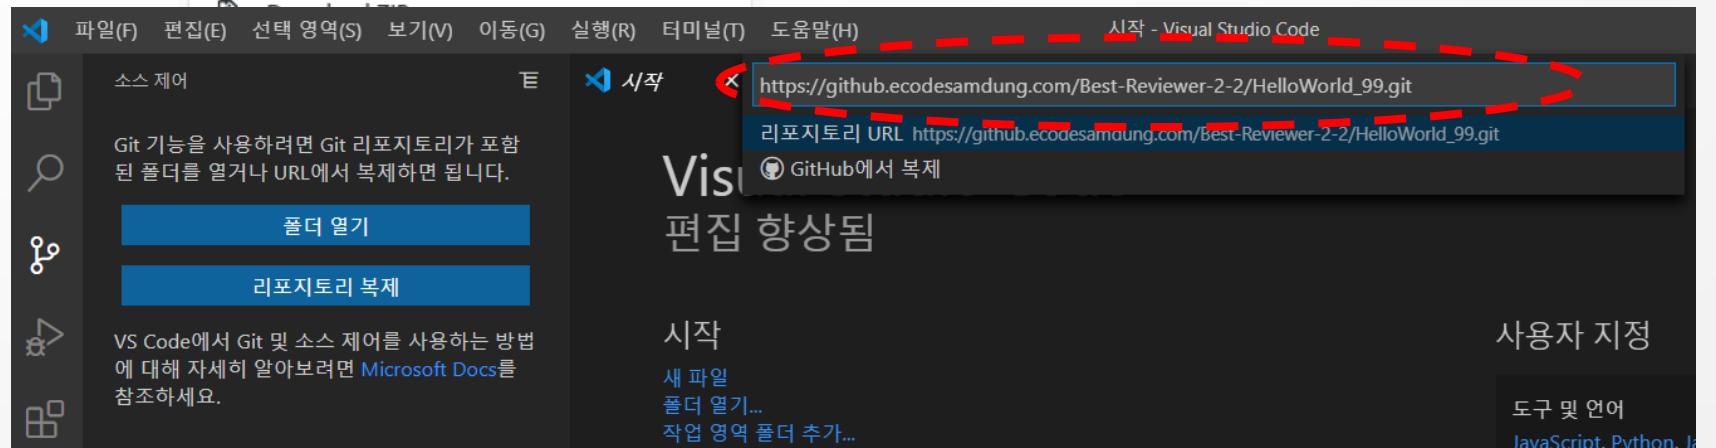 파일(F) 편집(E) 선택 영역(S) 보기(V) 이동(G) 실행(R) 터미널(T) 도움말(H) 시작 - Visual Studio Code
소스 제어
Git 기능을 사용하려면 Git 리포지토리가 포함
된 폴더를 열거나 URL에서 복제하면 됩니다.
폴더 열기
리포지토리 복제
VS Code에서 Git 및 소스 제어를 사용하는 방법
에 대해 자세히 알아보려면 Microsoft Docs를
참조하세요.
시작
https://github.ecodesamdung.com/Best-Reviewer-2-2/HelloWorld_99.git
리포지토리 URL https://github.ecodesamdung.com/Best-Reviewer-2-2/HelloWorld_99.git
GitHub에서 복제
편집 향상됨
시작
새 파일
폴더 열기...
작업 영역 폴더 추가...
사용자 지정
도구 및 언어
JavaScript, Python,